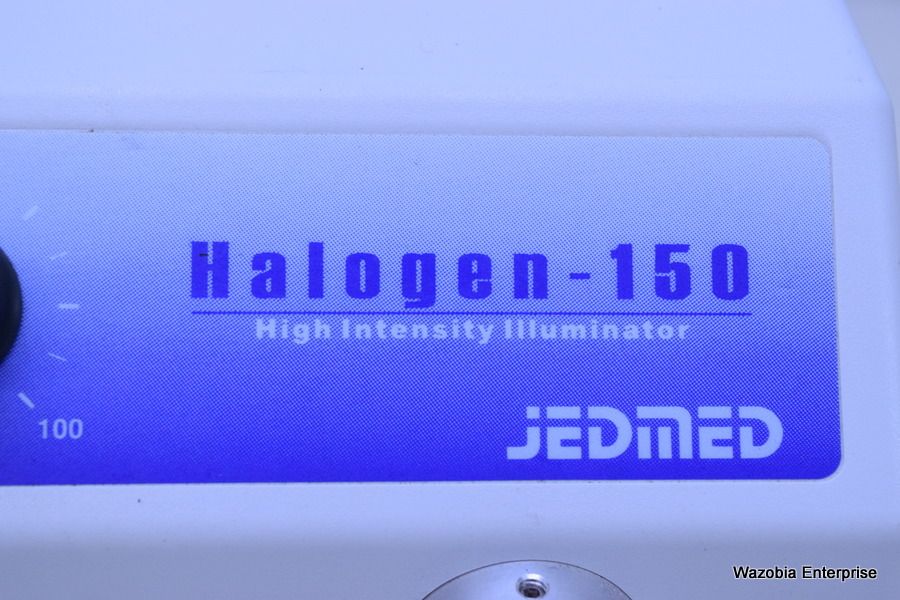 Halogen-150
High Intensity Illuminator
100
JEDMED
Wazobia Enterprise